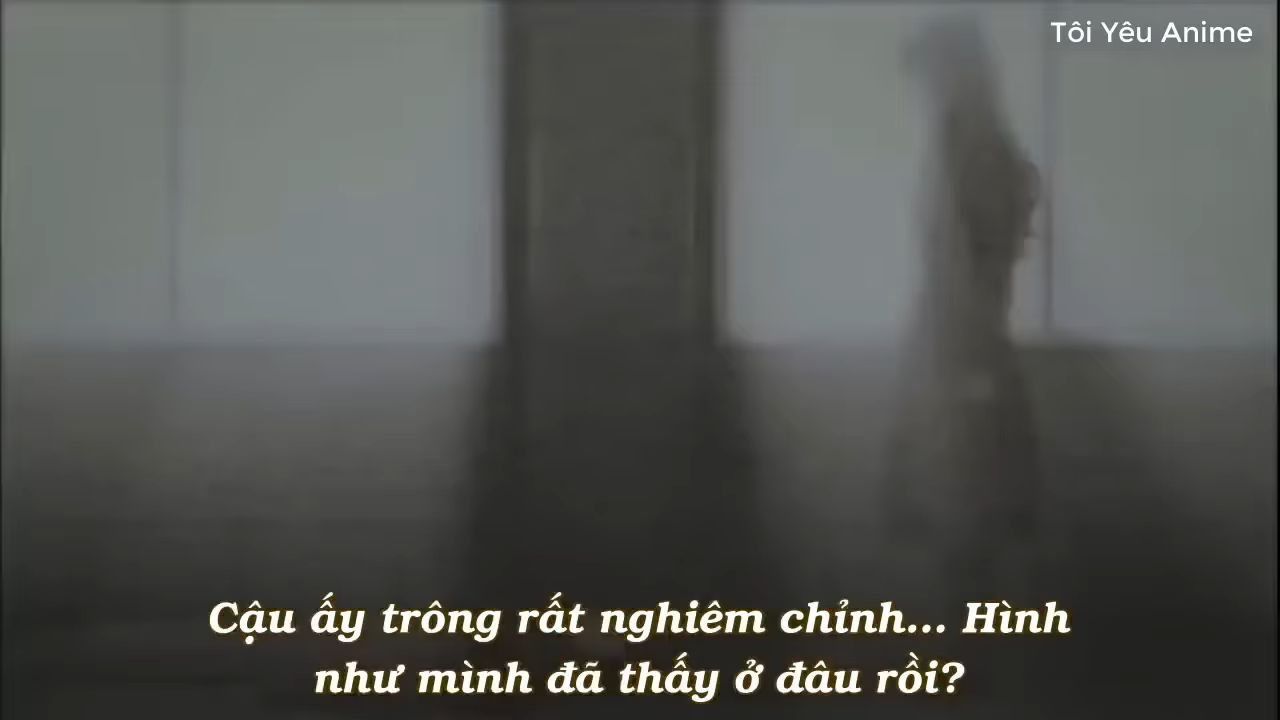 Tôi Yêu Anime
Cậu ấy trông rất nghiêm chỉnh... Hình
như mình đã thấy ở đâu rồi?